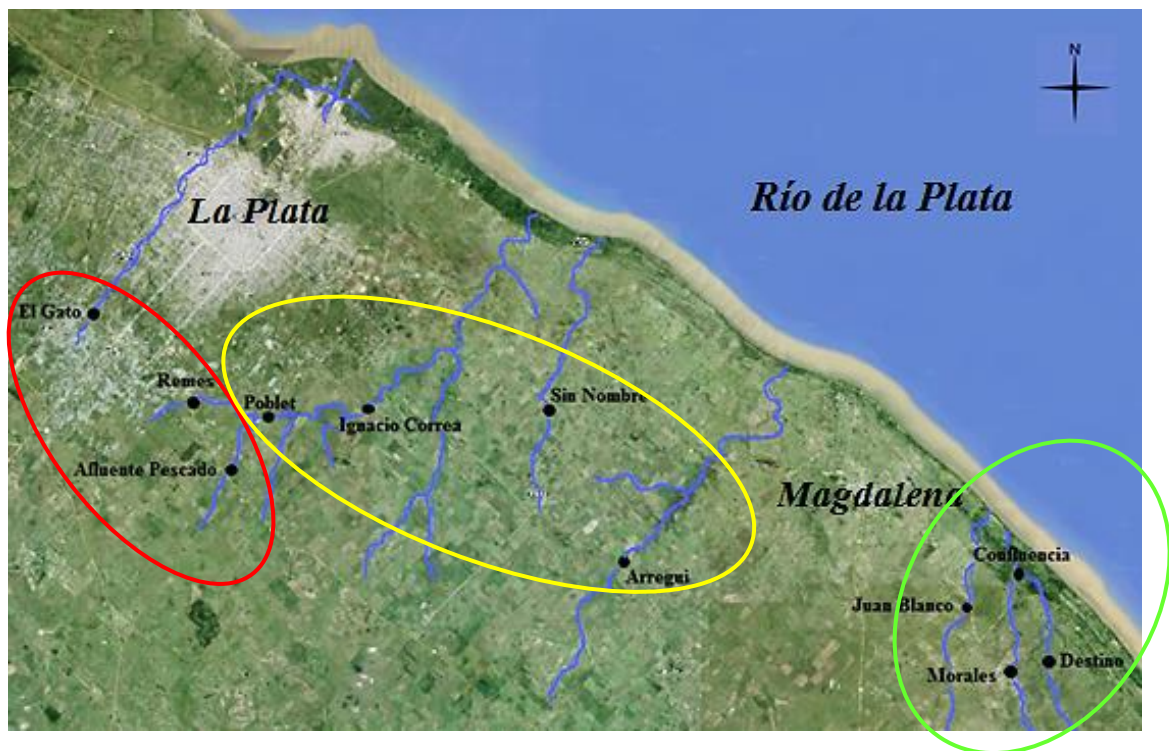 N
Río de la Plata
La Plata
El Gato
Remes
Poblet
Ignacio Correa
Sin Nombre
Afluente Pescado
Magdalena
Confluencia
Arregui
Juan Blanco
Destino
Morales